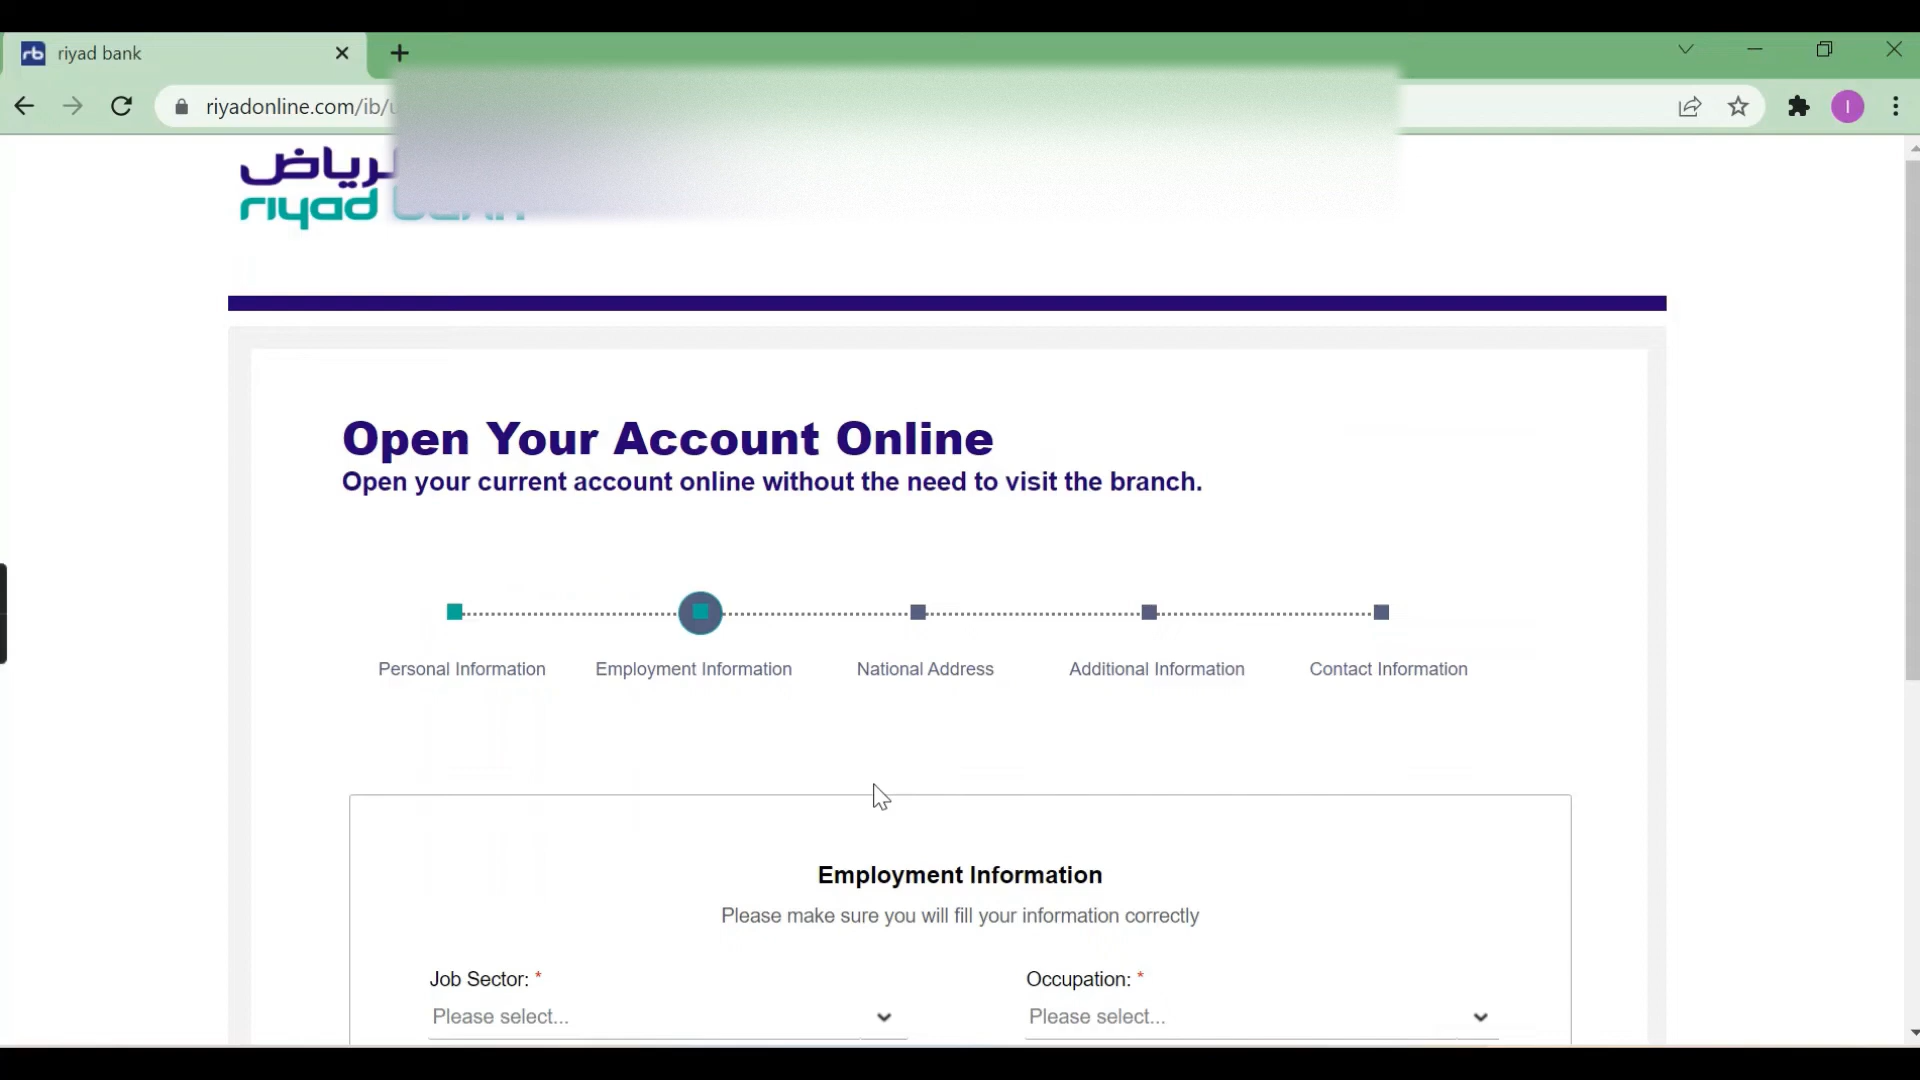 riyad bank
riyadonline.com/ib/
I
الرياض
riyad bank
Open Your Account Online
Open your current account online without the need to visit the branch.
Personal Information
Employment Information
National Address
Additional Information
Contact Information
Employment Information
Please make sure you will fill your information correctly
Job Sector: *
Occupation: *
Please select...
Please select...